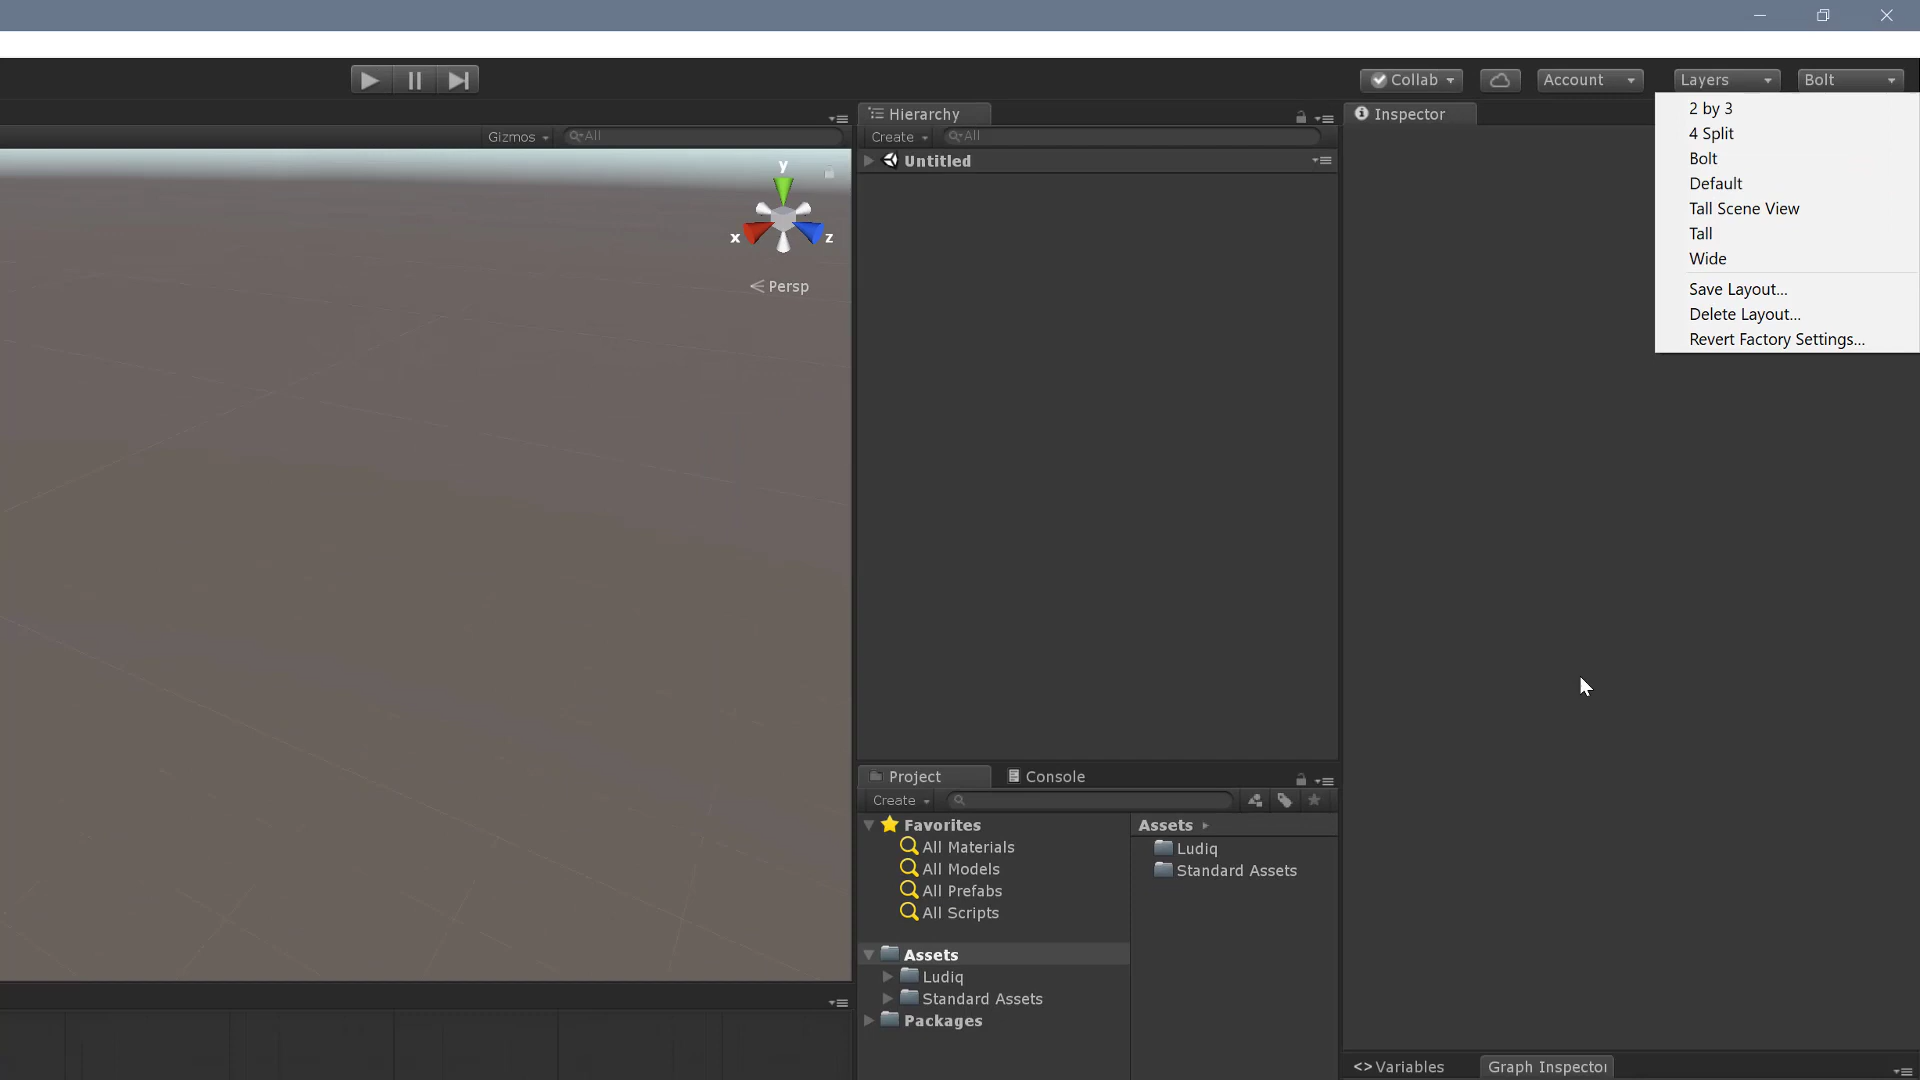 Collab
Account
Layers
Bolt
Hierarchy
Inspector
Gizmos
All
Create
All
Untitled
2 by 3
4 Split
Bolt
Default
Tall Scene View
Tall
Wide
Save Layout...
Delete Layout...
Revert Factory Settings...
y
x
z
Persp
Project
Console
Create
Favorites
All Materials
All Models
All Prefabs
All Scripts
Assets
Ludiq
Standard Assets
Packages
Assets
Ludiq
Standard Assets
<> Variables
Graph Inspector